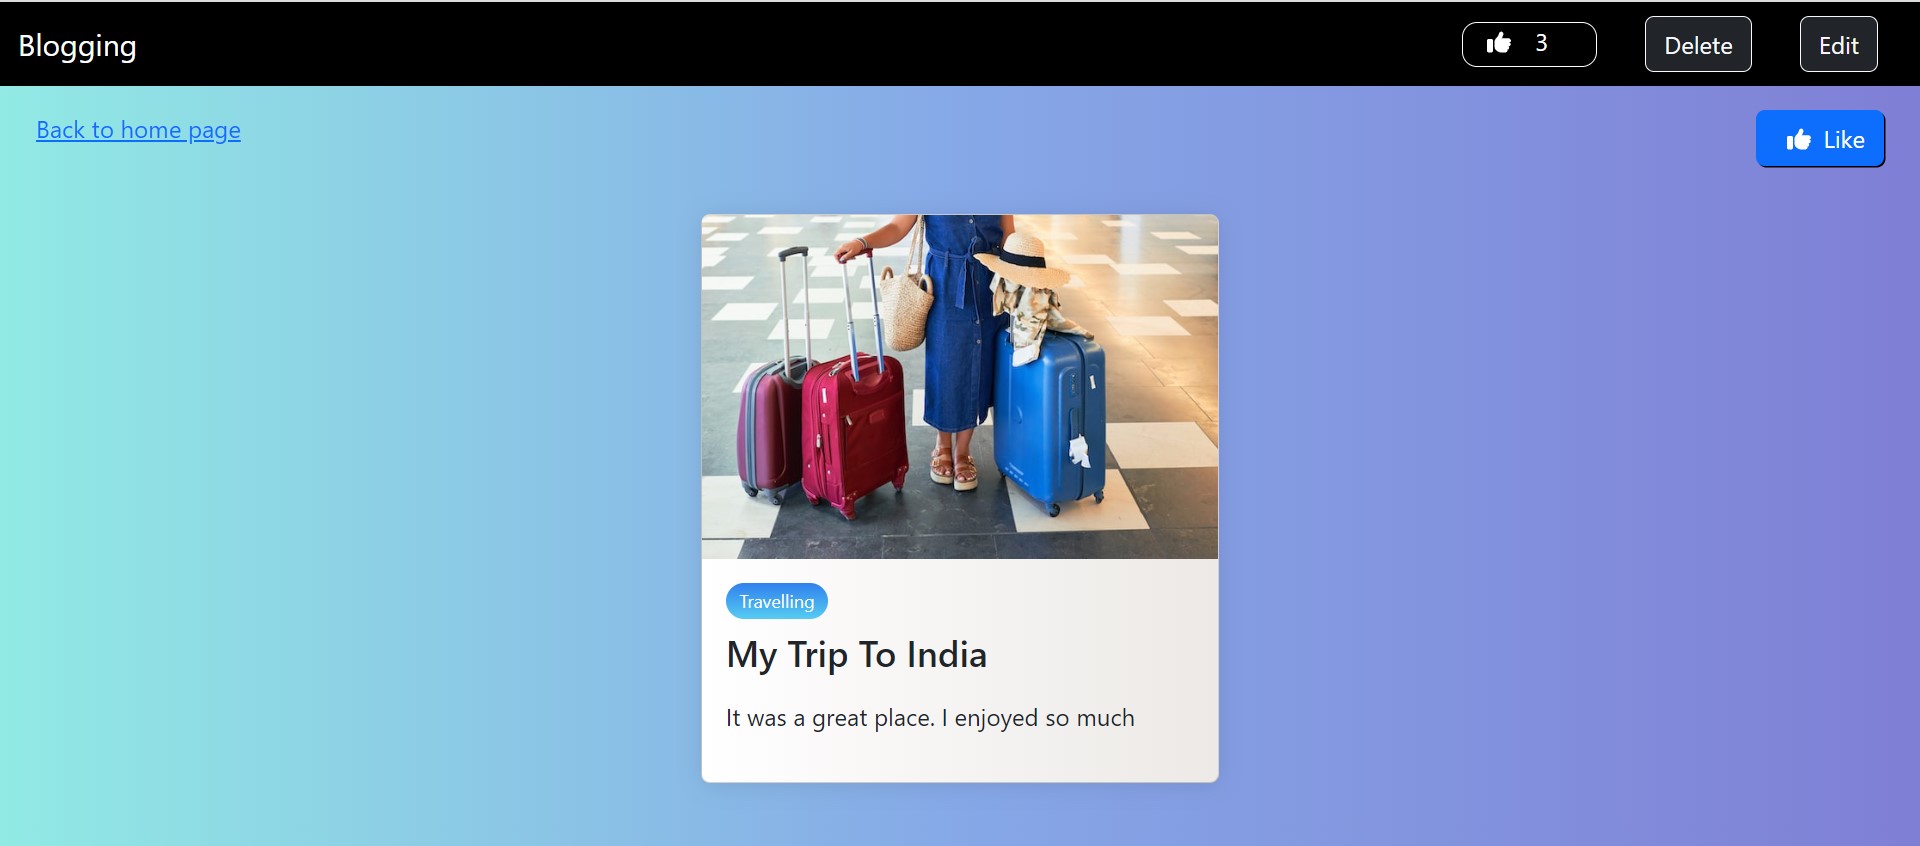 Blogging
3
Delete
Edit
Back to home page
Like
Travelling
My Trip To India
It was a great place. I enjoyed so much